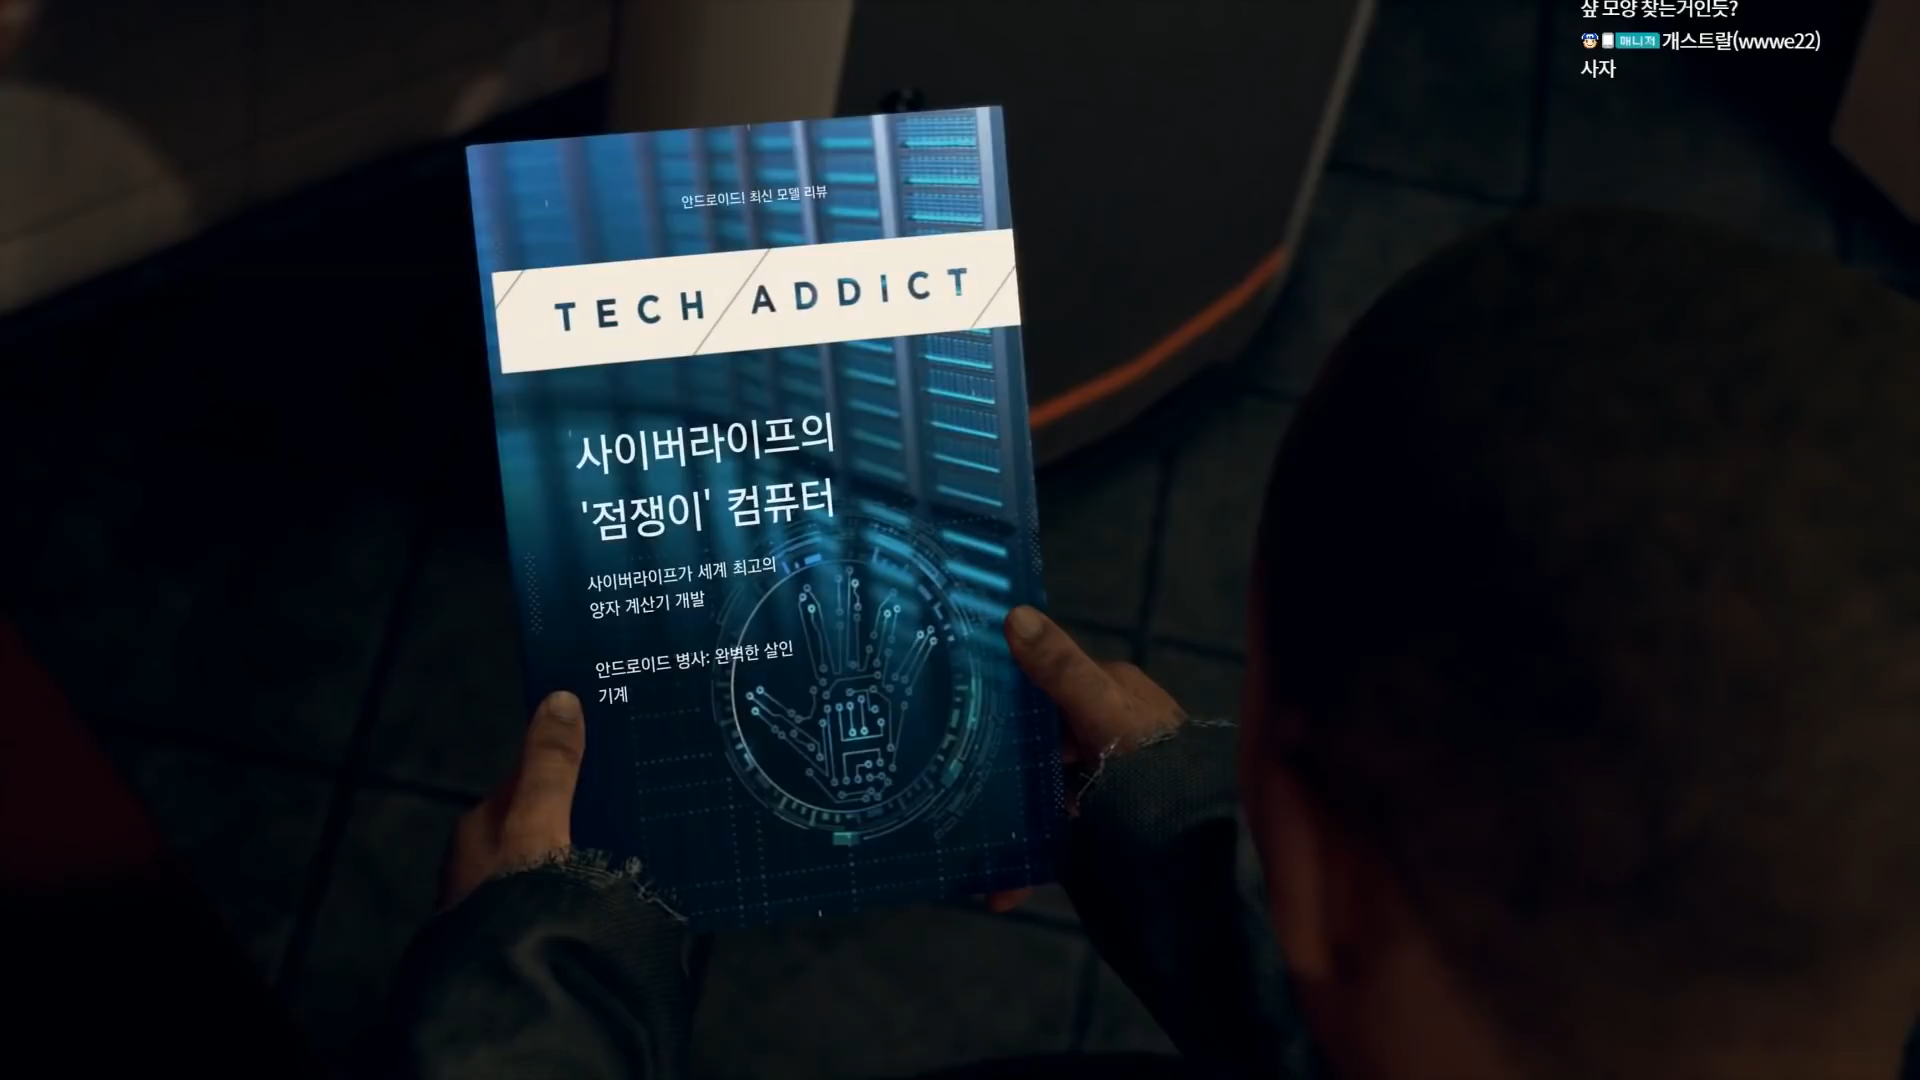 샾 모양 찾는거인듯?
매니저 개스트랄(wwwe22)
사자
안드로이드! 최신 모델 리뷰
TECH ADDICT
사이버라이프의
'점쟁이' 컴퓨터
사이버라이프가 세계 최고의
양자 계산기 개발
안드로이드 병사: 완벽한 살인
기계